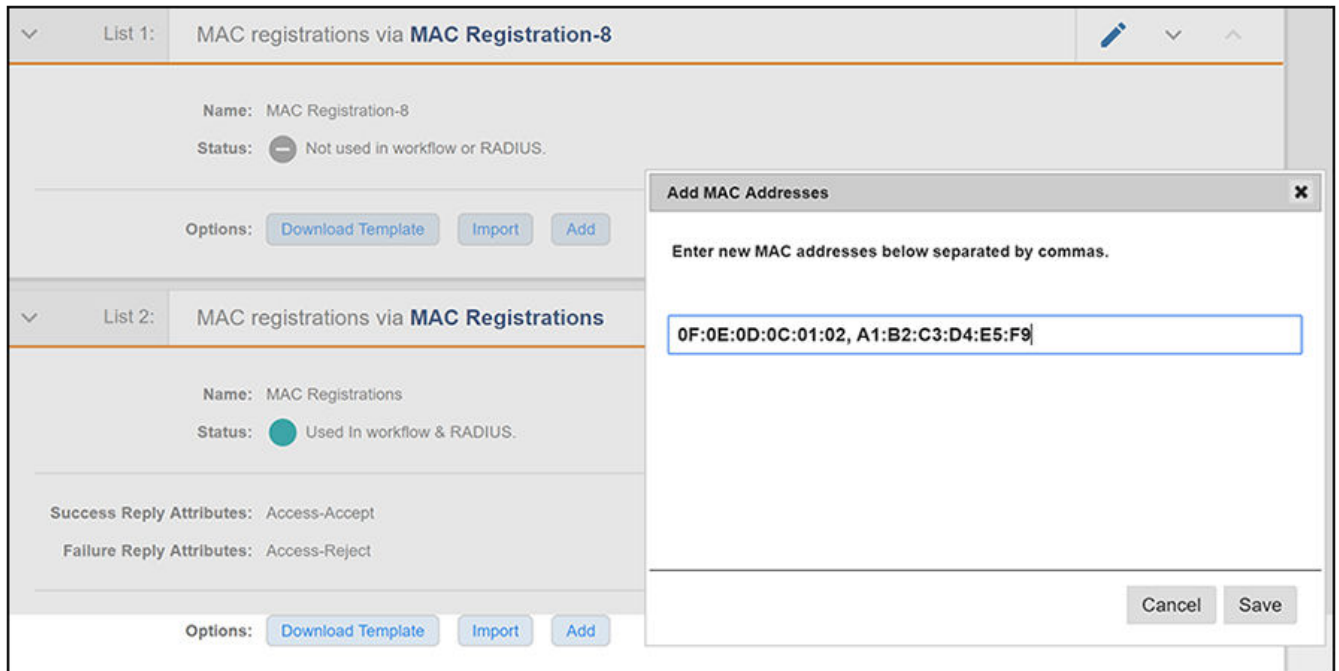 List 1: MAC registrations via MAC Registration-8
Name: MAC Registration-8
Status: Not used in workflow or RADIUS.
Options: Download Template Import Add
List 2: MAC registrations via MAC Registrations
Name: MAC Registrations
Status: Used In workflow & RADIUS.
Success Reply Attributes: Access-Accept
Failure Reply Attributes: Access-Reject
Options: Download Template Import Add
Add MAC Addresses
Enter new MAC addresses below separated by commas.
0F:0E:0D:0C:01:02, A1:B2:C3:D4:E5:F9
Cancel Save